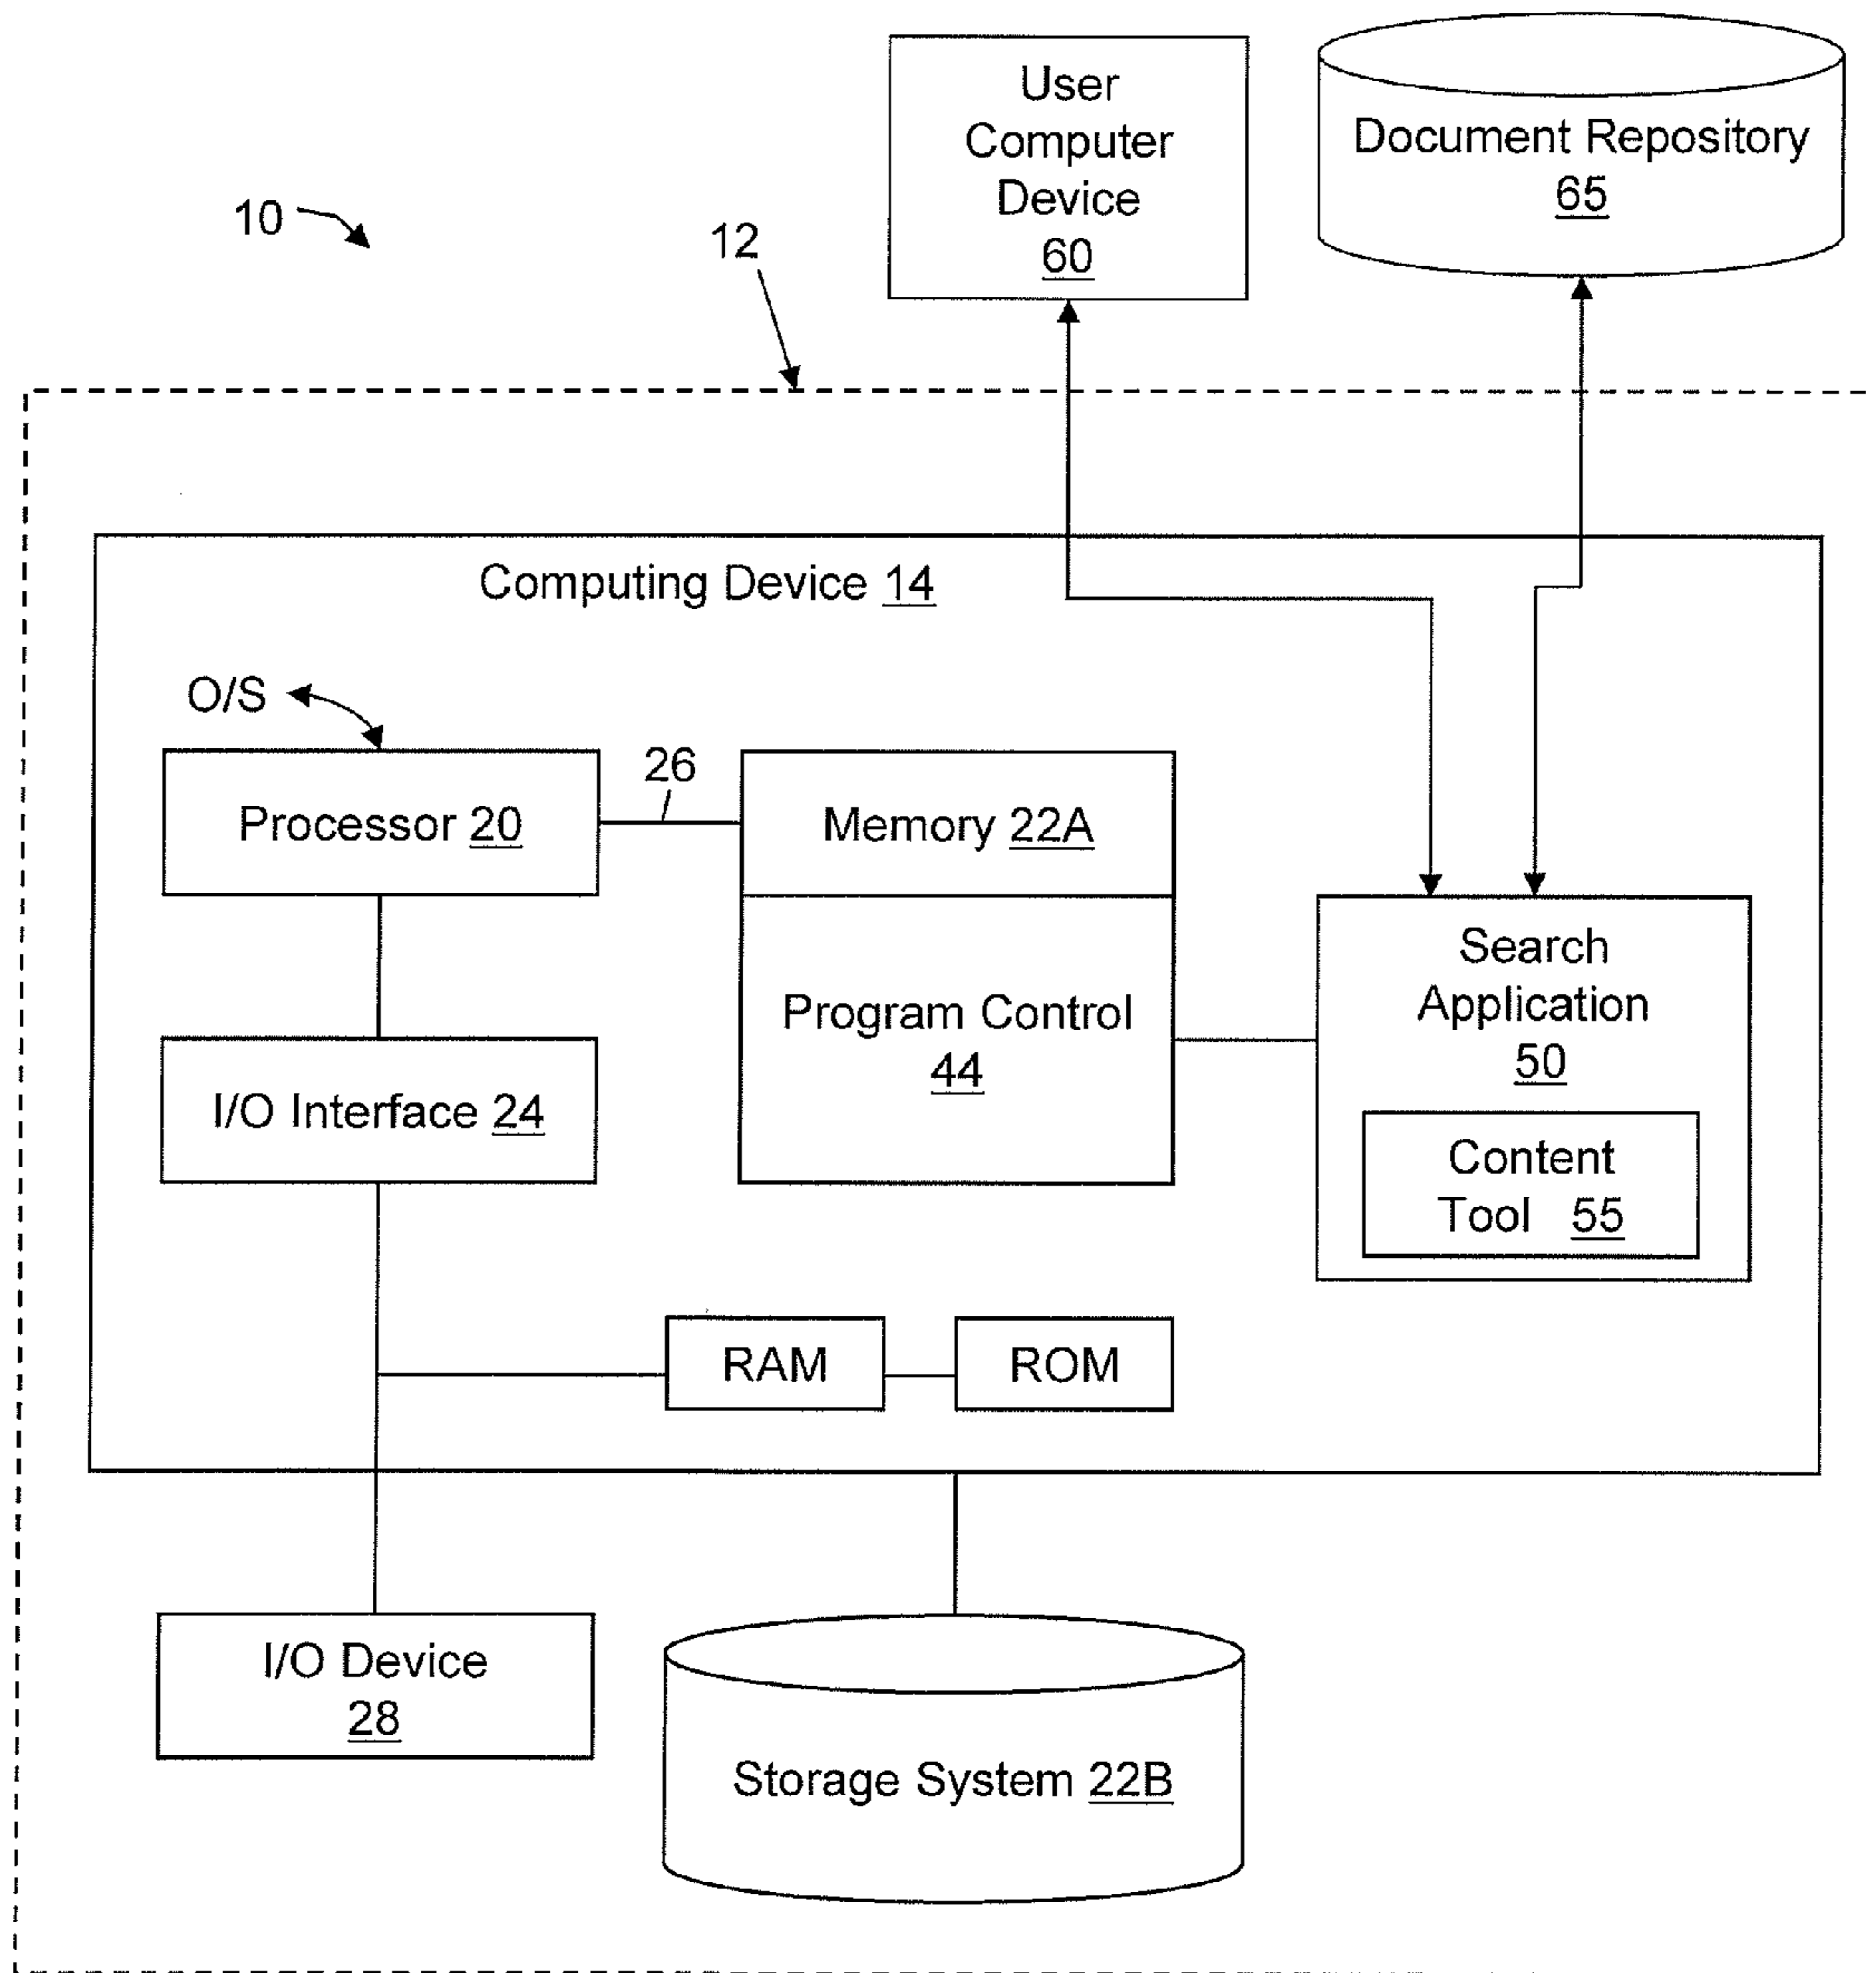 User
Computer
Device
60
Document Repository
65
10
12
Computing Device 14
O/S
26
Processor 20
Memory 22A
Search
Application
50
Program Control
44
I/O Interface 24
Content
Tool 55
RAM
ROM
I/O Device
28
Storage System 22B